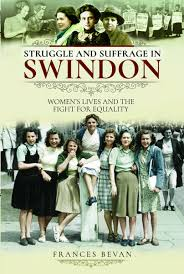 STRUGGLE AND SUFFRAGE IN
SWINDON
WOMEN'S LIVES AND THE
FIGHT FOR EQUALITY
FRANCES BEVAN